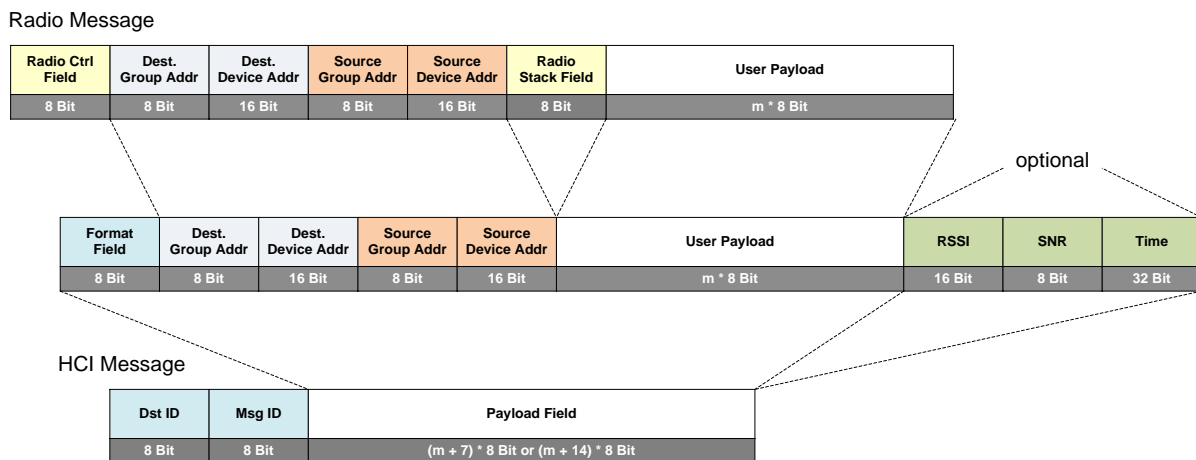 Radio Message
Radio Ctrl Field
Dest. Group Addr
Dest. Device Addr
Source Group Addr
Source Device Addr
Radio Stack Field
User Payload
8 Bit
8 Bit
16 Bit
8 Bit
16 Bit
8 Bit
m * 8 Bit
optional
Format Field
Dest. Group Addr
Dest. Device Addr
Source Group Addr
Source Device Addr
User Payload
RSSI
SNR
Time
8 Bit
8 Bit
16 Bit
8 Bit
16 Bit
m * 8 Bit
16 Bit
8 Bit
32 Bit
HCI Message
Dst ID
Msg ID
Payload Field
8 Bit
8 Bit
(m + 7) * 8 Bit or (m + 14) * 8 Bit